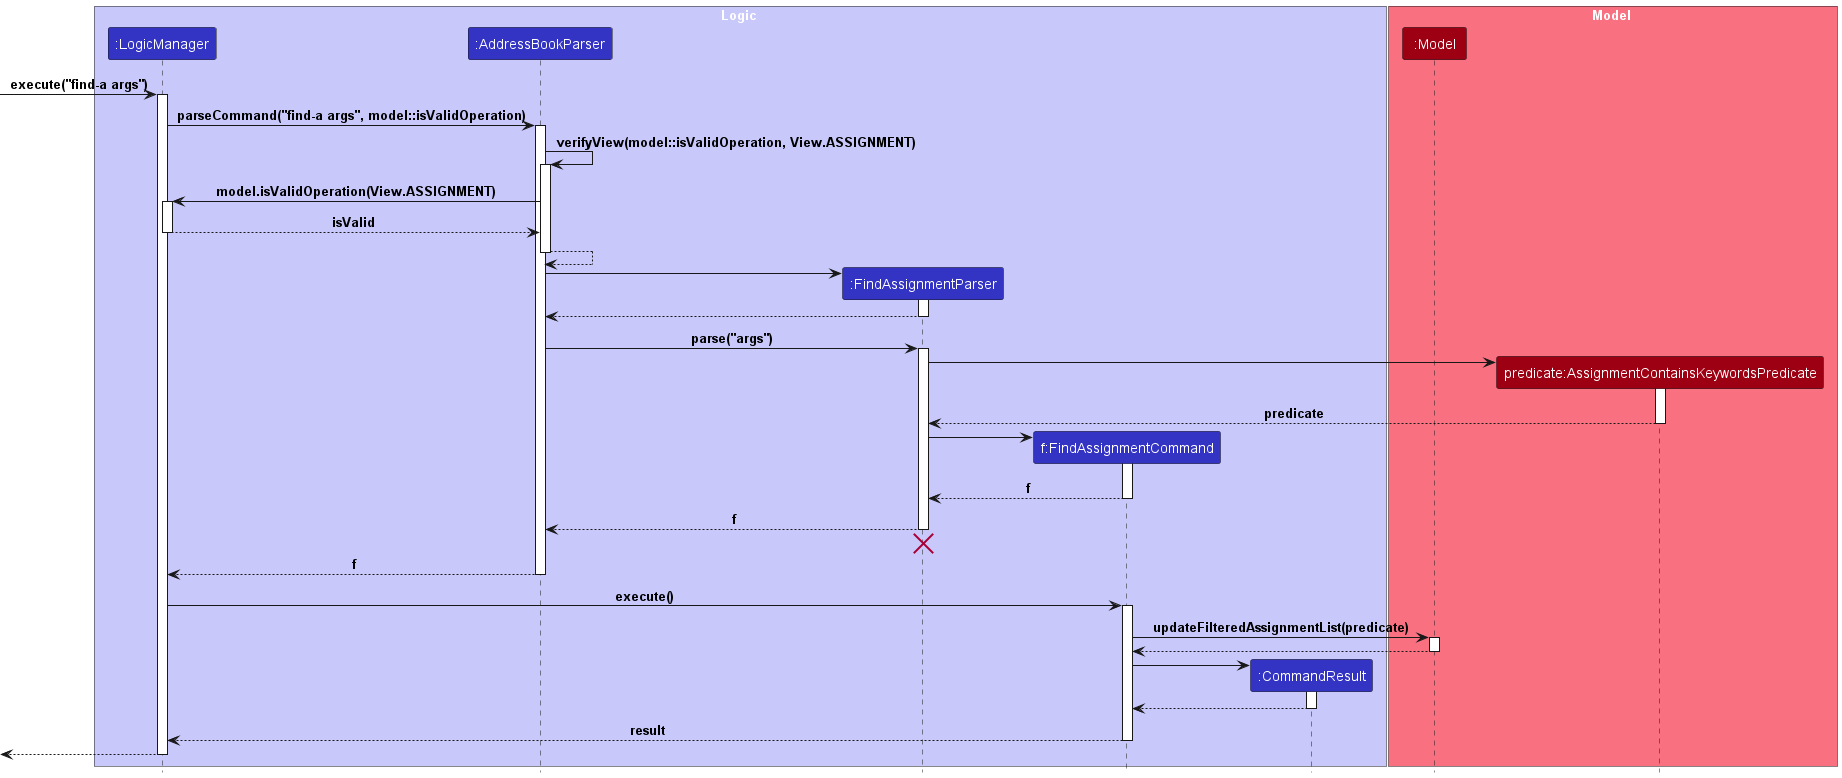 Logic
Model
:LogicManager
:AddressBookParser
:Model
execute("find-a args")
parseCommand("find-a args", model::isValidOperation)
verifyView(model::isValidOperation, View.ASSIGNMENT)
model.isValidOperation(View.ASSIGNMENT)
isValid
:FindAssignmentParser
parse("args")
predicate:AssignmentContainsKeywordsPredicate
predicate
f:FindAssignmentCommand
f
f
f
execute()
updateFilteredAssignmentList(predicate)
:CommandResult
result